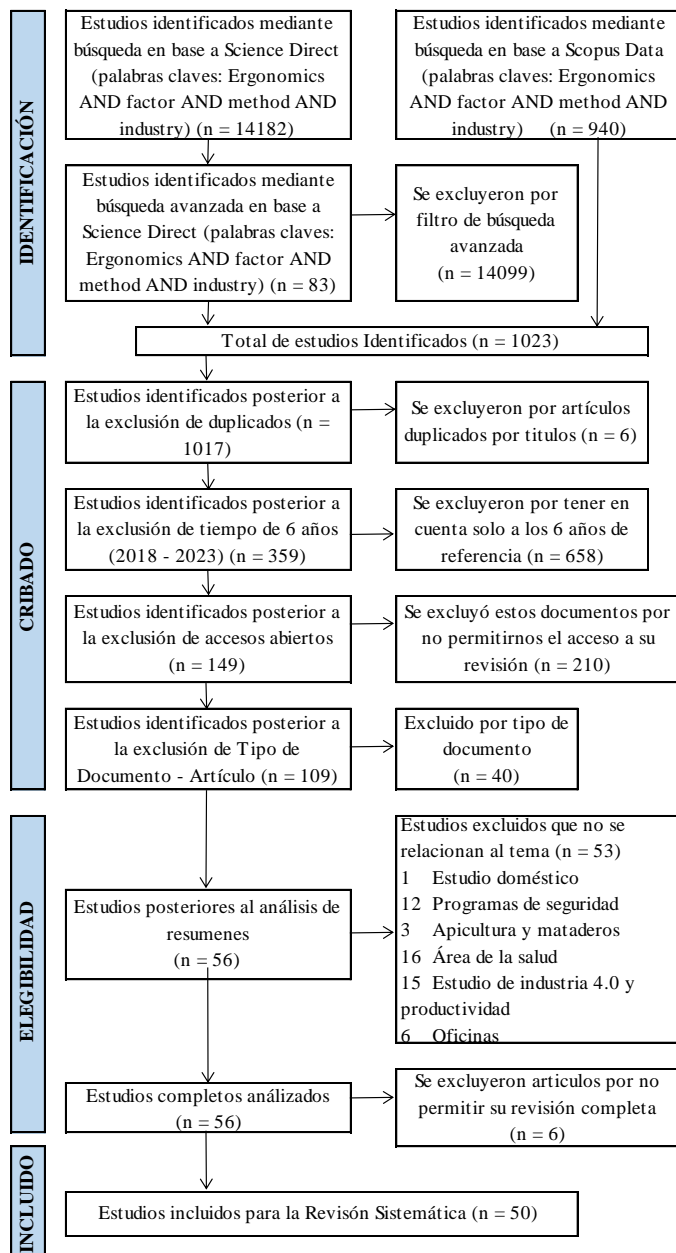 IDENTIFICACIÓN
Estudios identificados mediante
búsqueda en base a Science Direct
(palabras claves: Ergonomics
AND factor AND method AND
industry) (n = 14182)
Estudios identificados mediante
búsqueda en base a Scopus Data
(palabras claves: Ergonomics
AND factor AND method AND
industry) (n = 940)
Estudios identificados mediante
búsqueda avanzada en base a
Science Direct (palabras claves:
Ergonomics AND factor AND
method AND industry) (n = 83)
Se excluyeron por
filtro de búsqueda
avanzada
(n = 14099)
Total de estudios Identificados (n = 1023)
CRIBADO
Estudios identificados posterior a
la exclusión de duplicados (n =
1017)
Se excluyeron por artículos
duplicados por titulos (n = 6)
Estudios identificados posterior a
la exclusión de tiempo de 6 años
(2018 - 2023) (n = 359)
Se excluyeron por tener en
cuenta solo a los 6 años de
referencia (n = 658)
Estudios identificados posterior a
la exclusión de accesos abiertos
(n = 149)
Se excluyó estos documentos por
no permitirnos el acceso a su
revisión (n = 210)
Estudios identificados posterior a
la exclusión de Tipo de
Documento - Artículo (n = 109)
Excluido por tipo de
documento
(n = 40)
ELEGIBILIDAD
Estudios posteriores al análisis de
resumenes
(n = 56)
Estudios excluidos que no se
relacionan al tema (n = 53)
1 Estudio doméstico
12 Programas de seguridad
3 Apicultura y mataderos
16 Área de la salud
15 Estudio de industria 4.0 y
productividad
6 Oficinas
Estudios completos análizados
(n = 56)
Se excluyeron articulos por no
permitir su revisión completa
(n = 6)
INCLUIDO
Estudios incluidos para la Revisón Sistemática (n = 50)